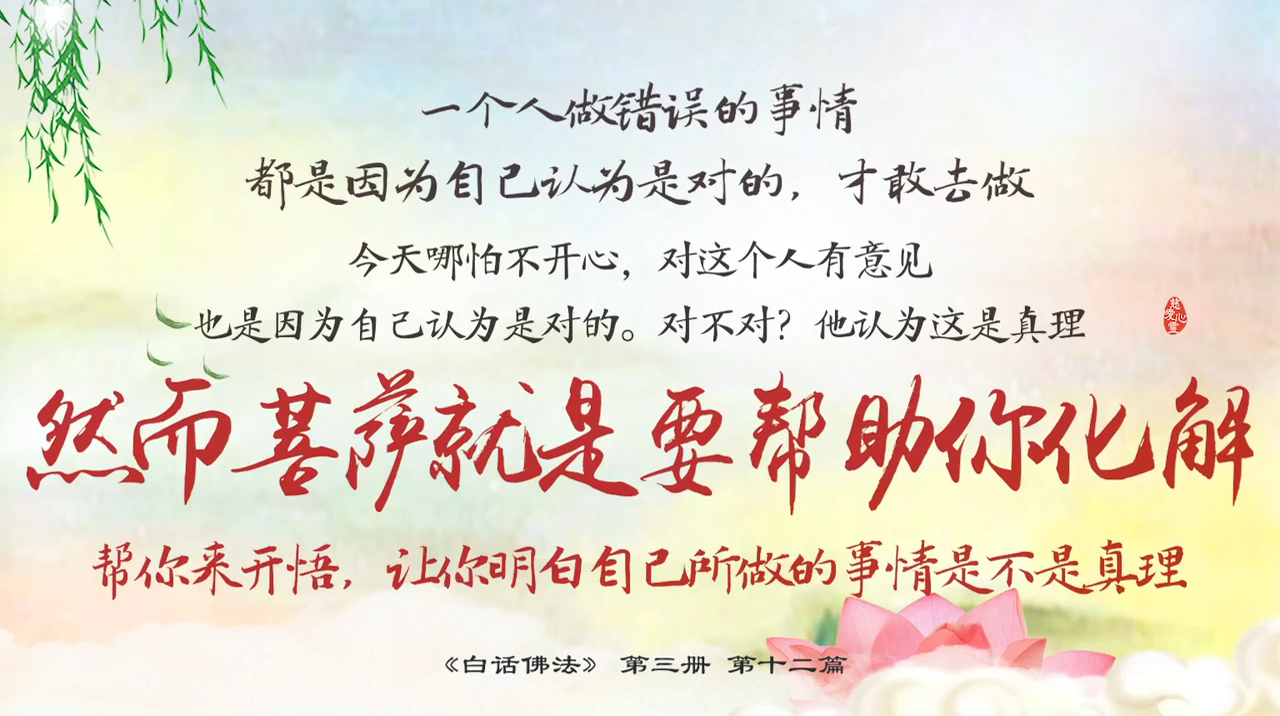 一个人做错误的事情
都是因为自己认为是对的，才敢去做
今天哪怕不开心，对这个人有意见
也是因为自己认为是对的。对不对？他认为这是真理
然而菩萨就是要帮助你化解
帮你来开悟，让你明白自己所做的事情是不是真理
《白话佛法》 第三册 第十二篇